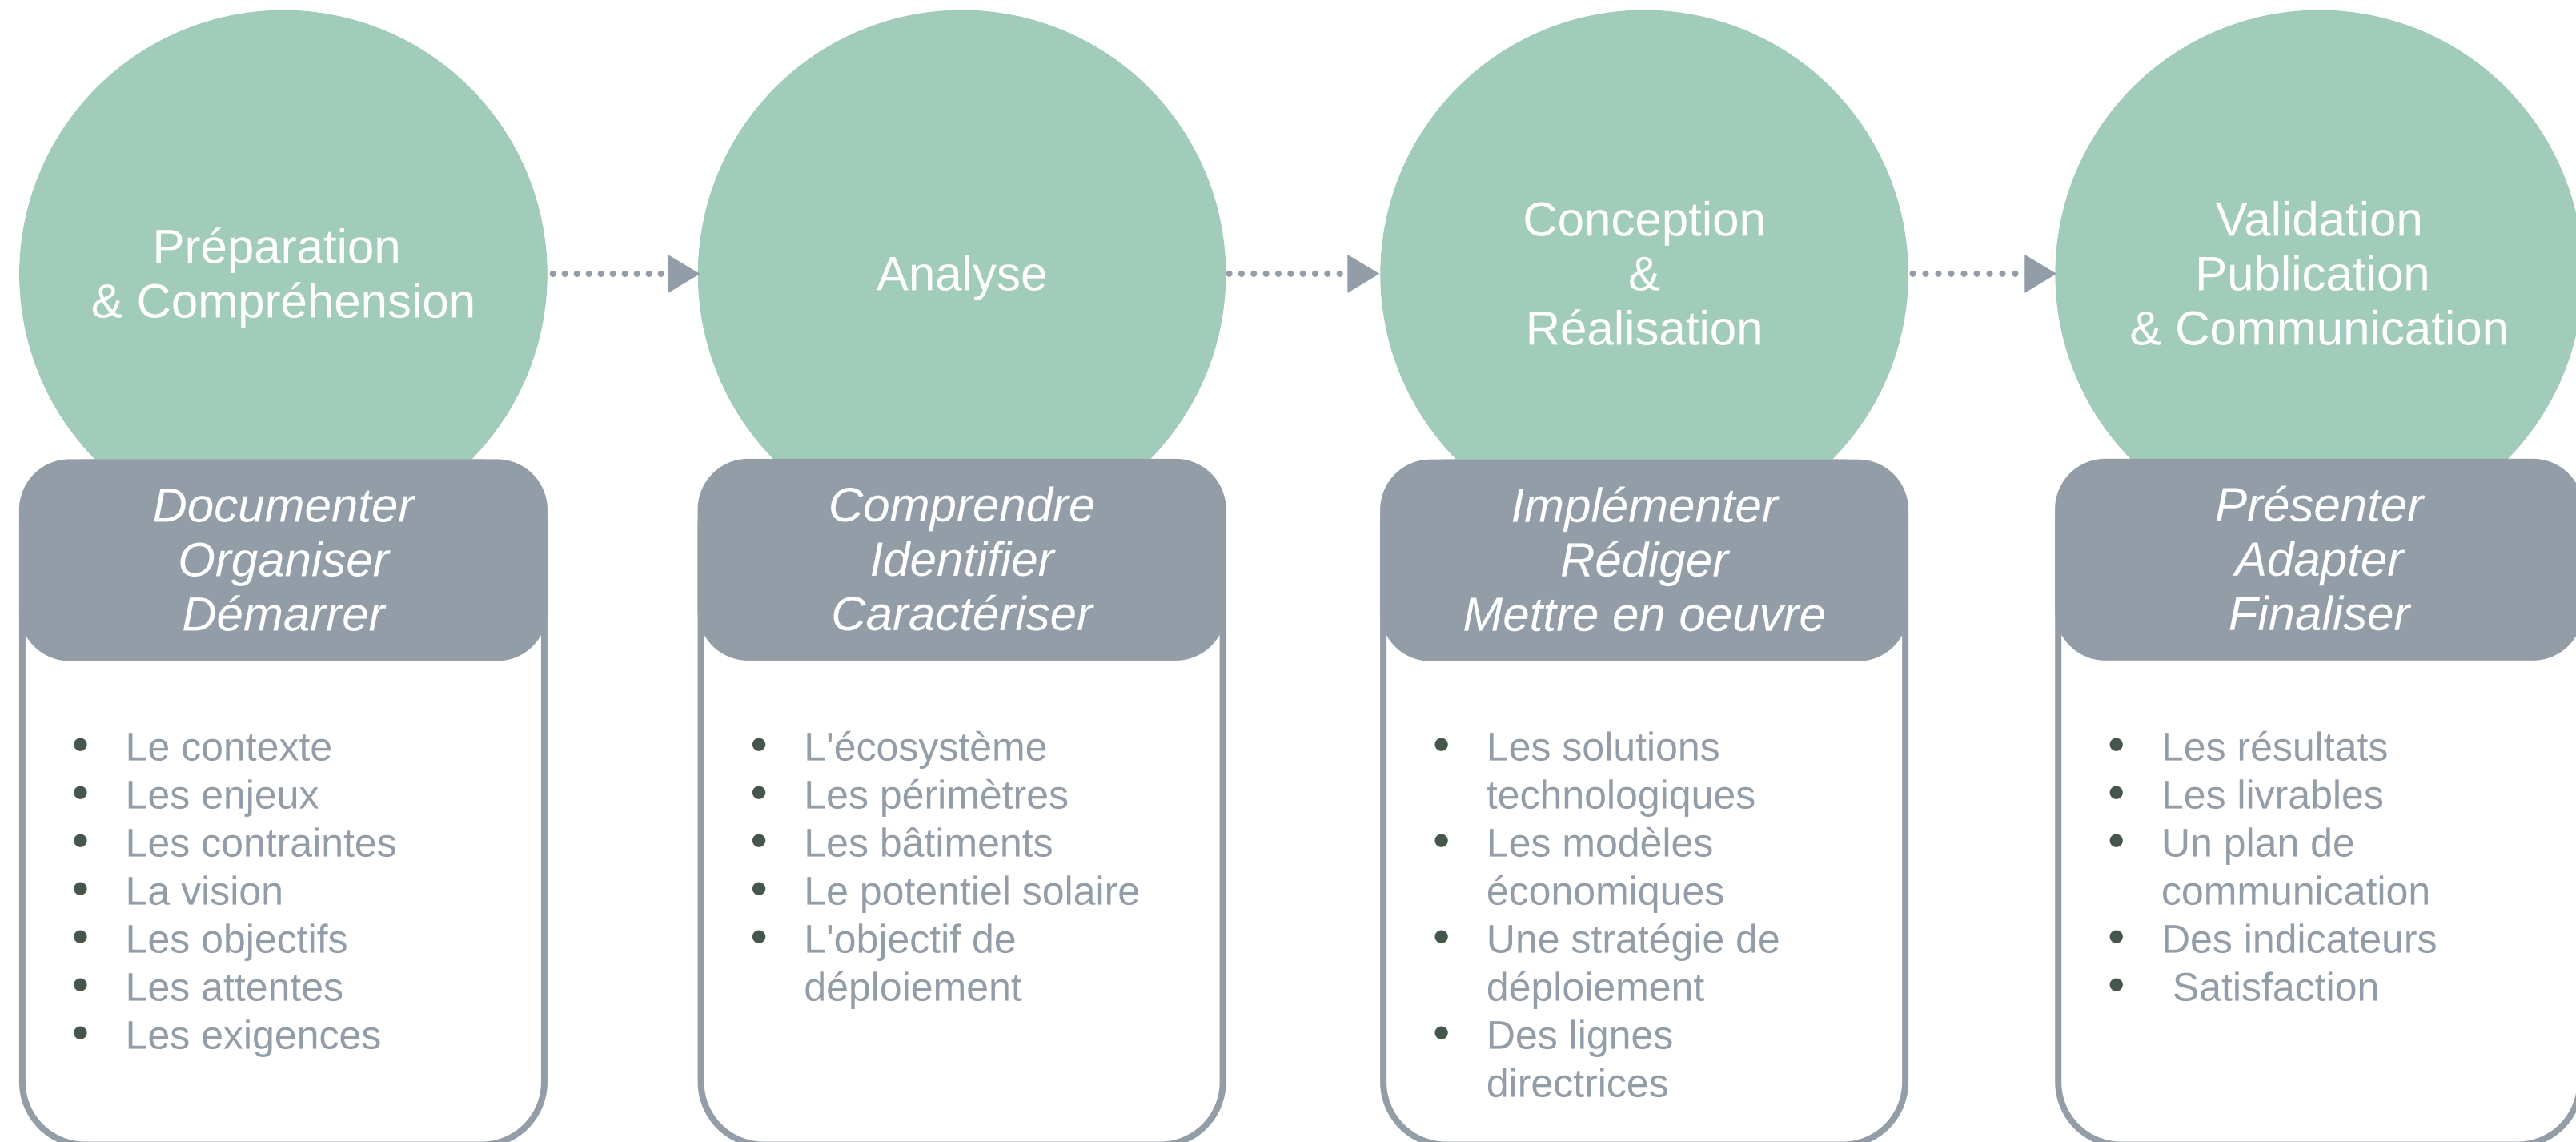 Préparation
& Compréhension
Documenter
Organiser
Démarrer
Le contexte
Les enjeux
Les contraintes
La vision
Les objectifs
Les attentes
Les exigences
Analyse
Comprendre
Identifier
Caractériser
L'écosystème
Les périmètres
Les bâtiments
Le potentiel solaire
L'objectif de
déploiement
Conception
&
Réalisation
Implémenter
Rédiger
Mettre en oeuvre
Les solutions
technologiques
Les modèles
économiques
Une stratégie de
déploiement
Des lignes
directrices
Validation
Publication
& Communication
Présenter
Adapter
Finaliser
Les résultats
Les livrables
Un plan de
communication
Des indicateurs
Satisfaction